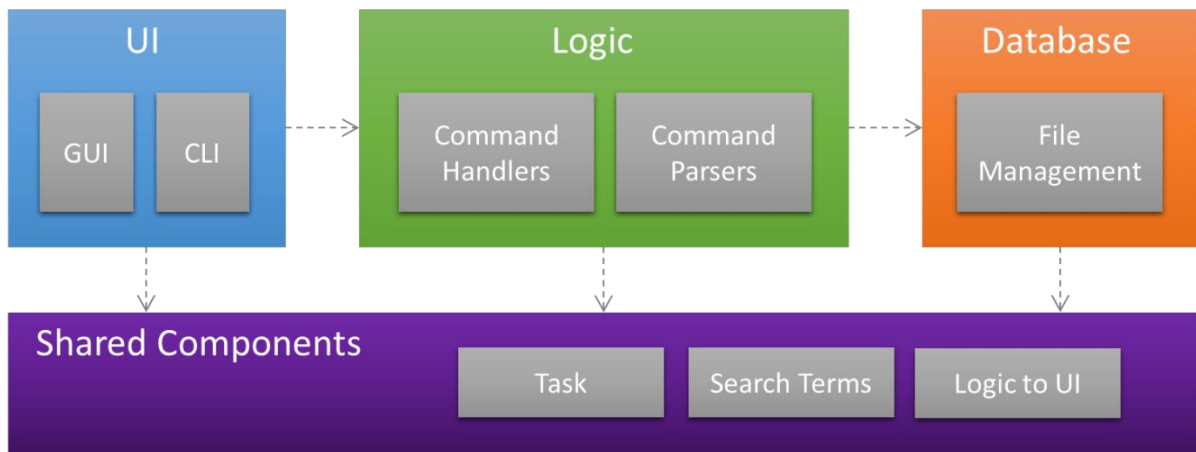 UI
GUI
CLI
Logic
Command
Handlers
Command
Parsers
Database
File
Management
Shared Components
Task
Search Terms
Logic to UI